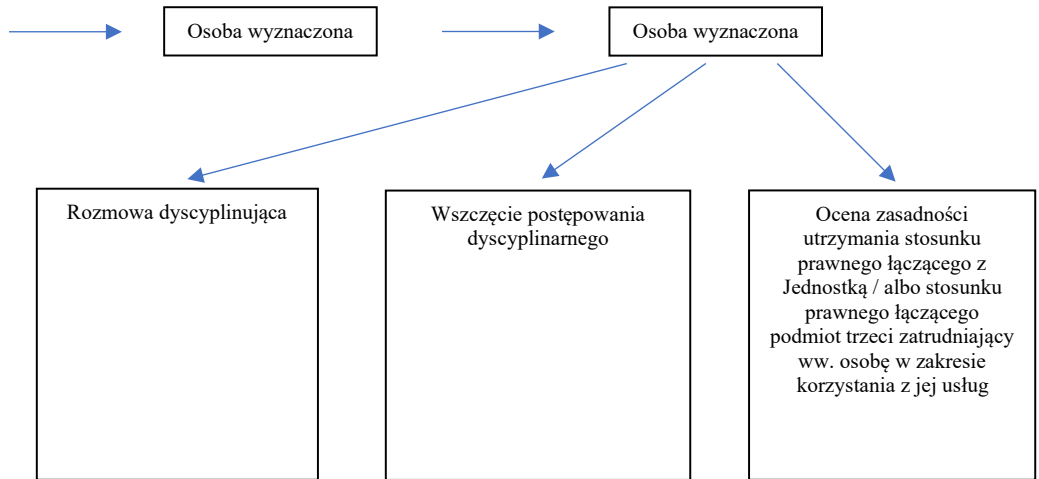 Osoba wyznaczona
Osoba wyznaczona
Rozmowa dyscyplinująca
Wszczęcie postępowania
dyscyplinarnego
Ocena zasadności
utrzymania stosunku
prawnego łączącego z
Jednostką / albo stosunku
prawnego łączącego
podmiot trzeci zatrudniający
ww. osobę w zakresie
korzystania z jej usług